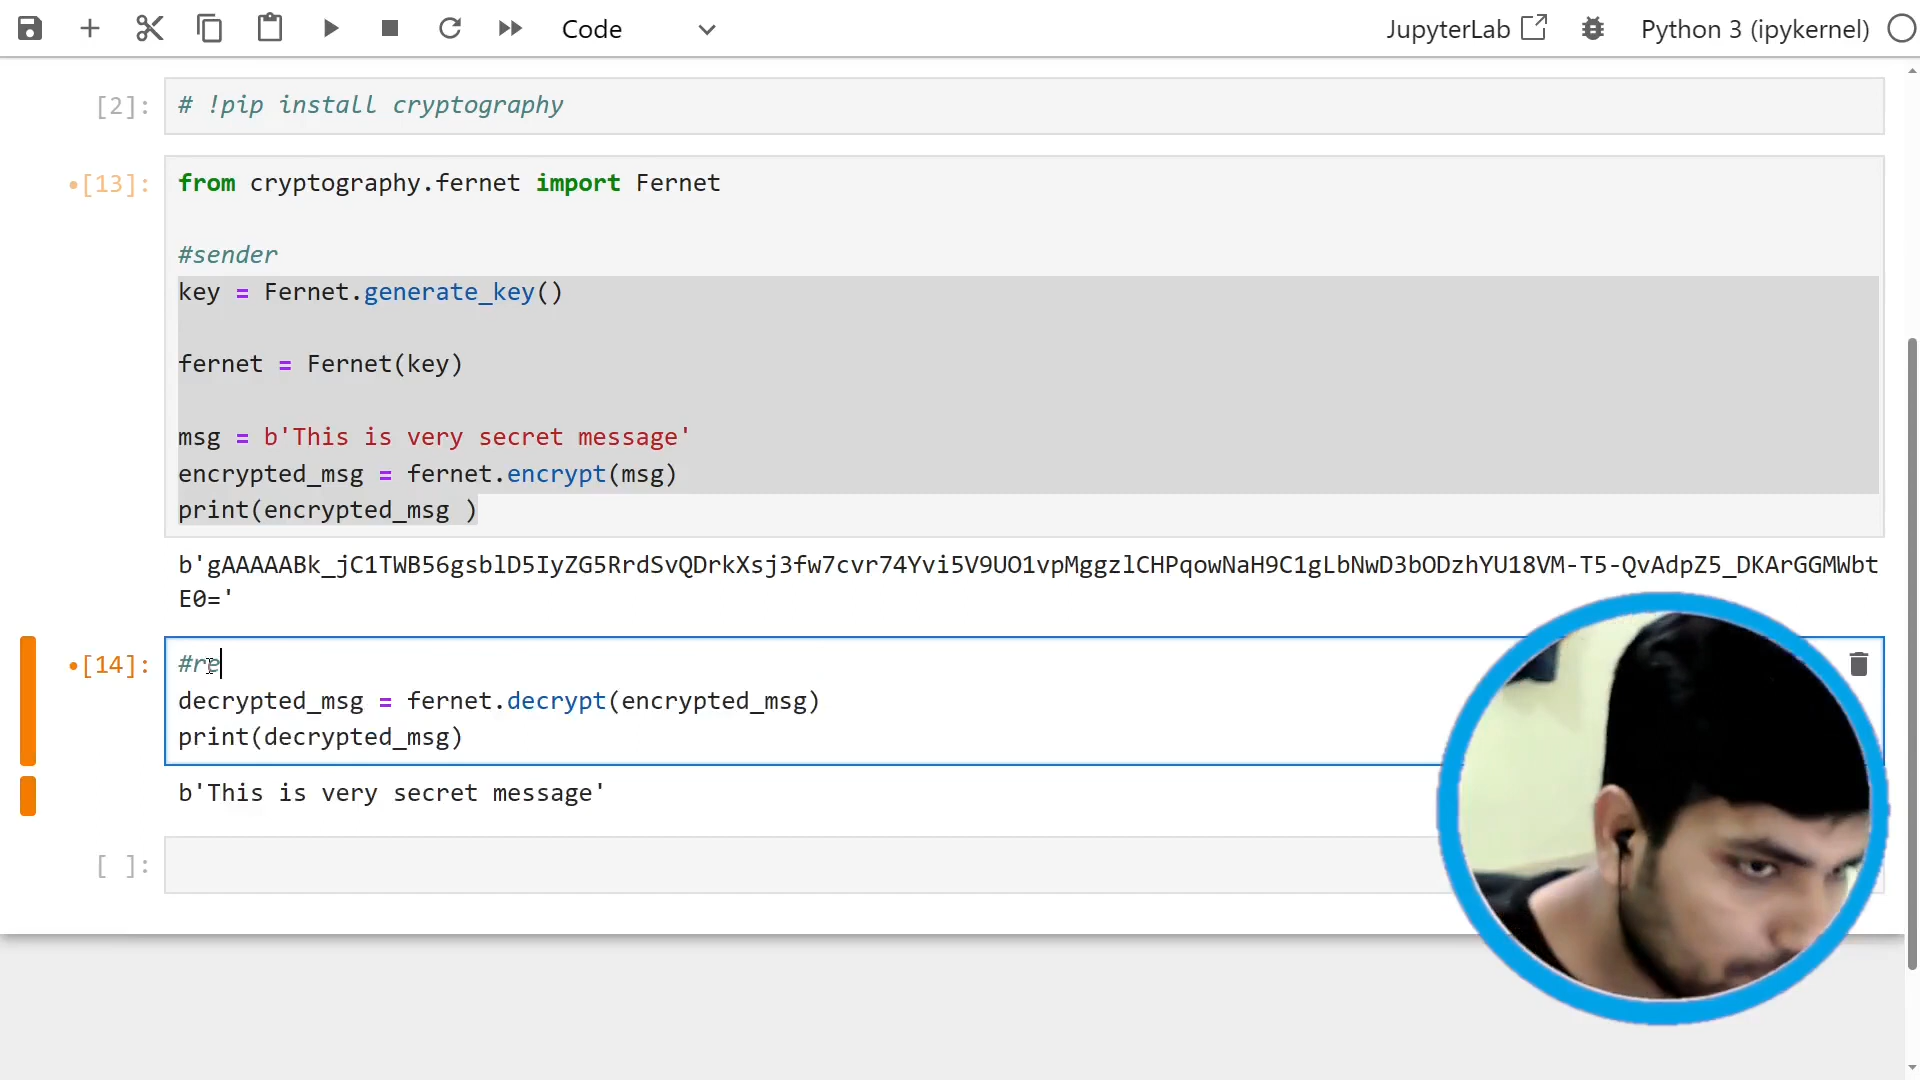 Code
JupyterLab
Python 3 (ipykernel)
[2]:
# !pip install cryptography
•[13]:
from cryptography.fernet import Fernet
#sender
key = Fernet.generate_key()
fernet = Fernet(key)
msg = b'This is very secret message'
encrypted_msg = fernet.encrypt(msg)
print(encrypted_msg )
b'gAAAAABk_jC1TWB56gsblD5IyZG5RrdSvQDrkXsj3fw7cvr74Yvi5V9UO1vpMggzlCHPqowNaH9C1gLbNwD3bODzhYU18VM-T5-QvAdpZ5_DKArGGMWbt
E0='
•[14]:
#re
decrypted_msg = fernet.decrypt(encrypted_msg)
print(decrypted_msg)
b'This is very secret message'
[ ]: